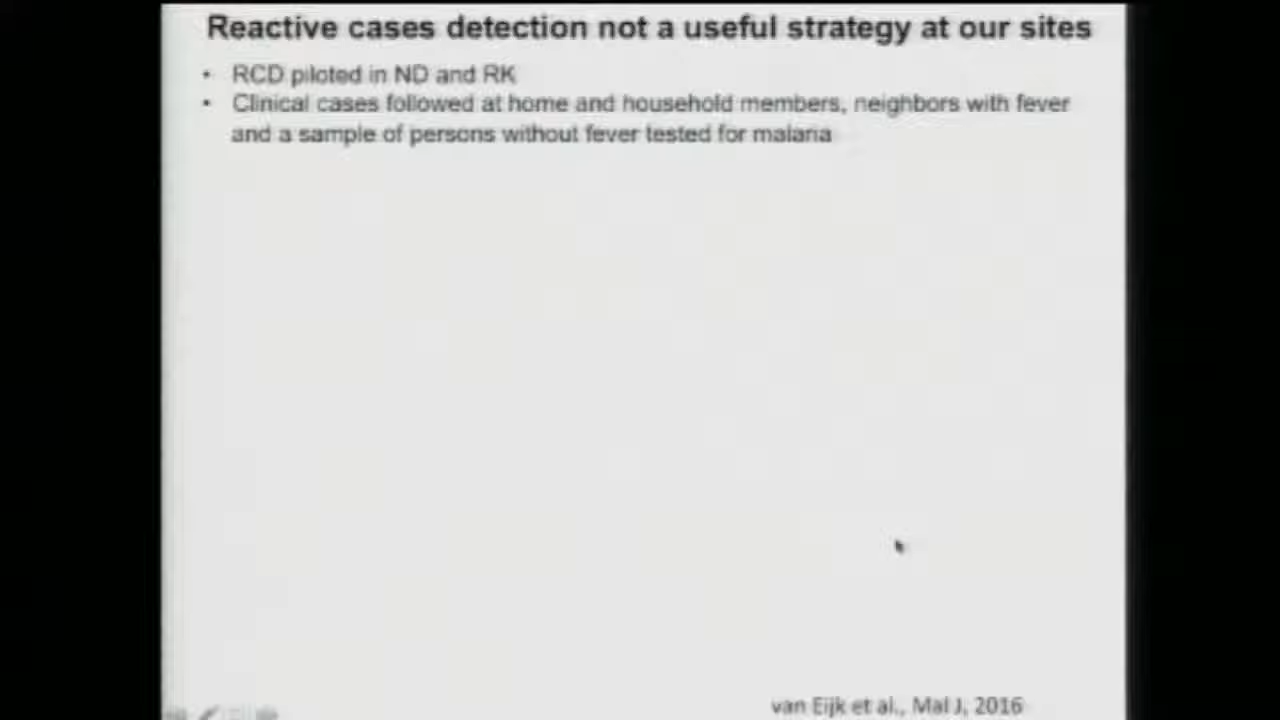 Reactive cases detection not a useful strategy at our sites
• RCD piloted in ND and RK
• Clinical cases followed at home and household members, neighbors with fever
and a sample of persons without fever tested for malaria
van Eijk et al., Mal J, 2016